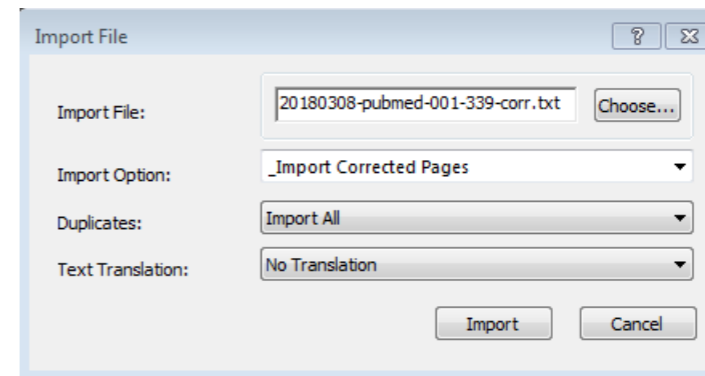 Import File
Import File: 20180308-pubmed-001-339-corr.txt Choose...
Import Option: _Import Corrected Pages
Duplicates: Import All
Text Translation: No Translation
Import Cancel